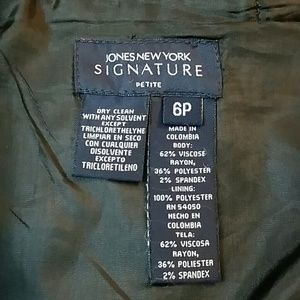 JONES NEW YORK
SIGNATURE
PETITE
6P
DRY CLEAN
WITH ANY SOLVENT
EXCEPT
TRICHLORETHELYNE
LIMPIAR EN SECO
CON CUALQUIER
DISOLVENTE
EXCEPTO
TRICLORETILENO
MADE IN
COLOMBIA
BODY:
62% VISCOSE
RAYON,
36% POLYESTER
2% SPANDEX
LINING:
100% POLYESTER
RN 54050
HECHO EN
COLOMBIA
TELA:
62% VISCOSA
RAYON,
36% POLYESTER
2% SPANDEX